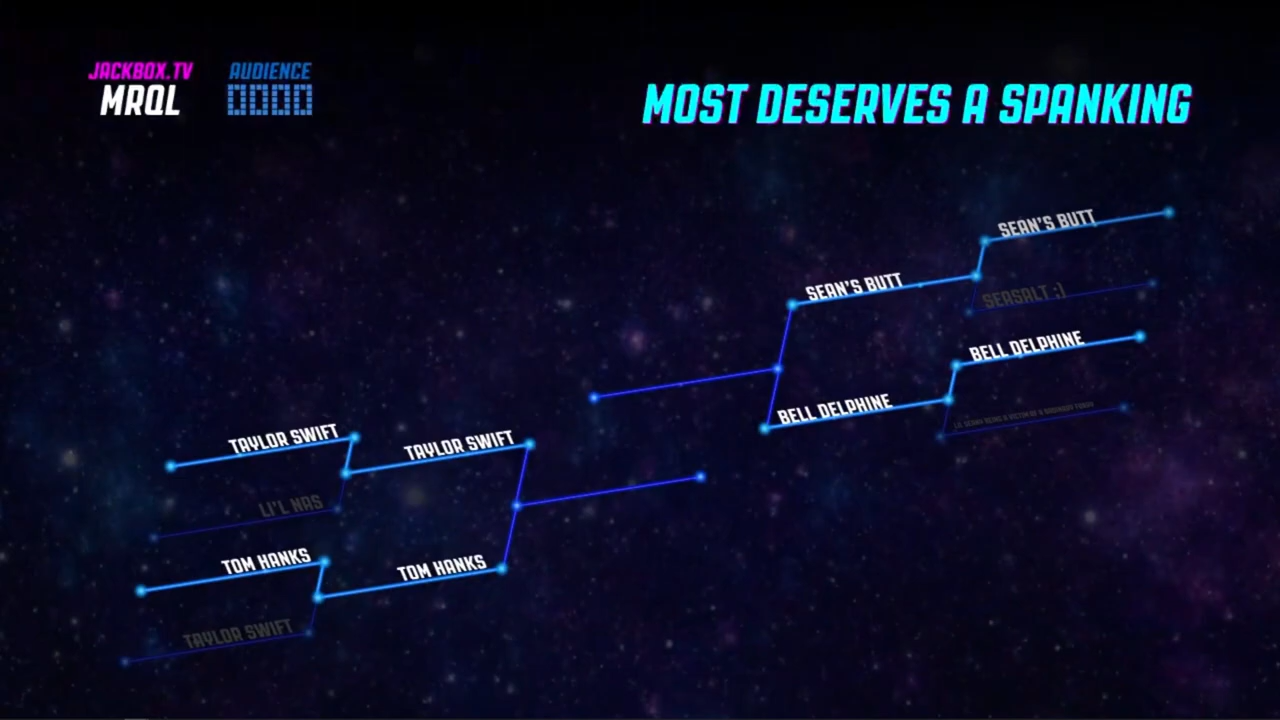 JACKBOX.TV
MRQL
AUDIENCE
MOST DESERVES A SPANKING
SEAN'S BUTT
SEASALT ;)
SEAN'S BUTT
BELL DELPHINE
BELL DELPHINE
TAYLOR SWIFT
LI'L NAS
TAYLOR SWIFT
TOM HANKS
TAYLOR SWIFT
TOM HANKS